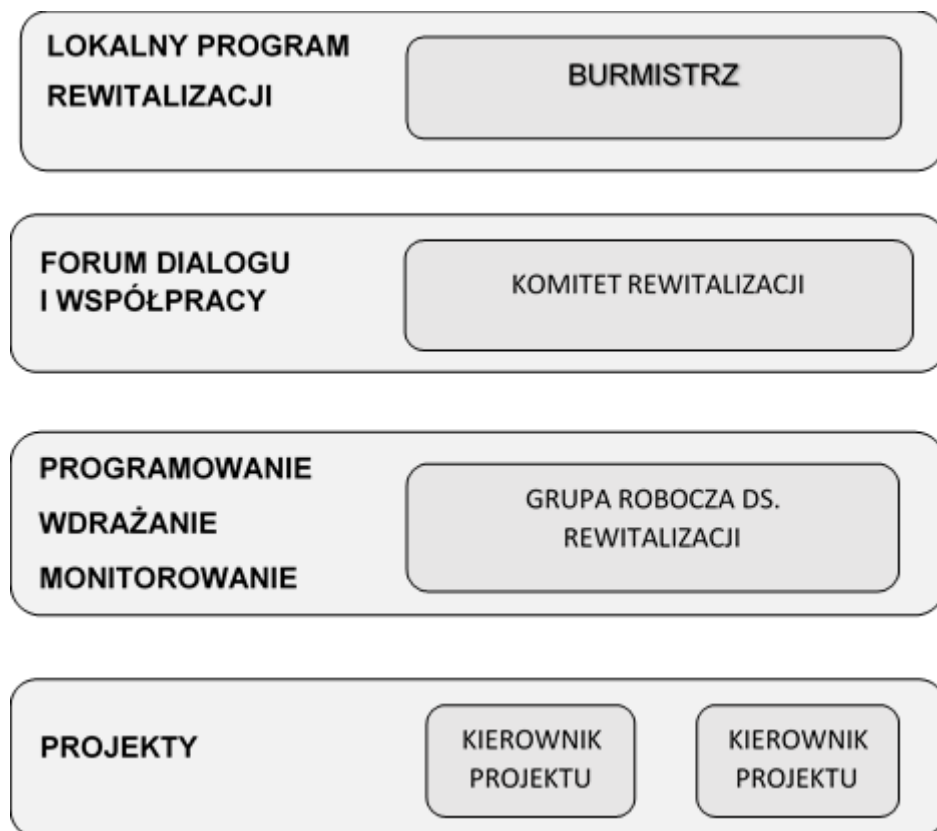 LOKALNY PROGRAM
REWITALIZACJI
BURMISTRZ
FORUM DIALOGU
I WSPÓŁPRACY
KOMITET REWITALIZACJI
PROGRAMOWANIE
WDRAŻANIE
MONITOROWANIE
GRUPA ROBOCZA DS.
REWITALIZACJI
PROJEKTY
KIEROWNIK
PROJEKTU
KIEROWNIK
PROJEKTU